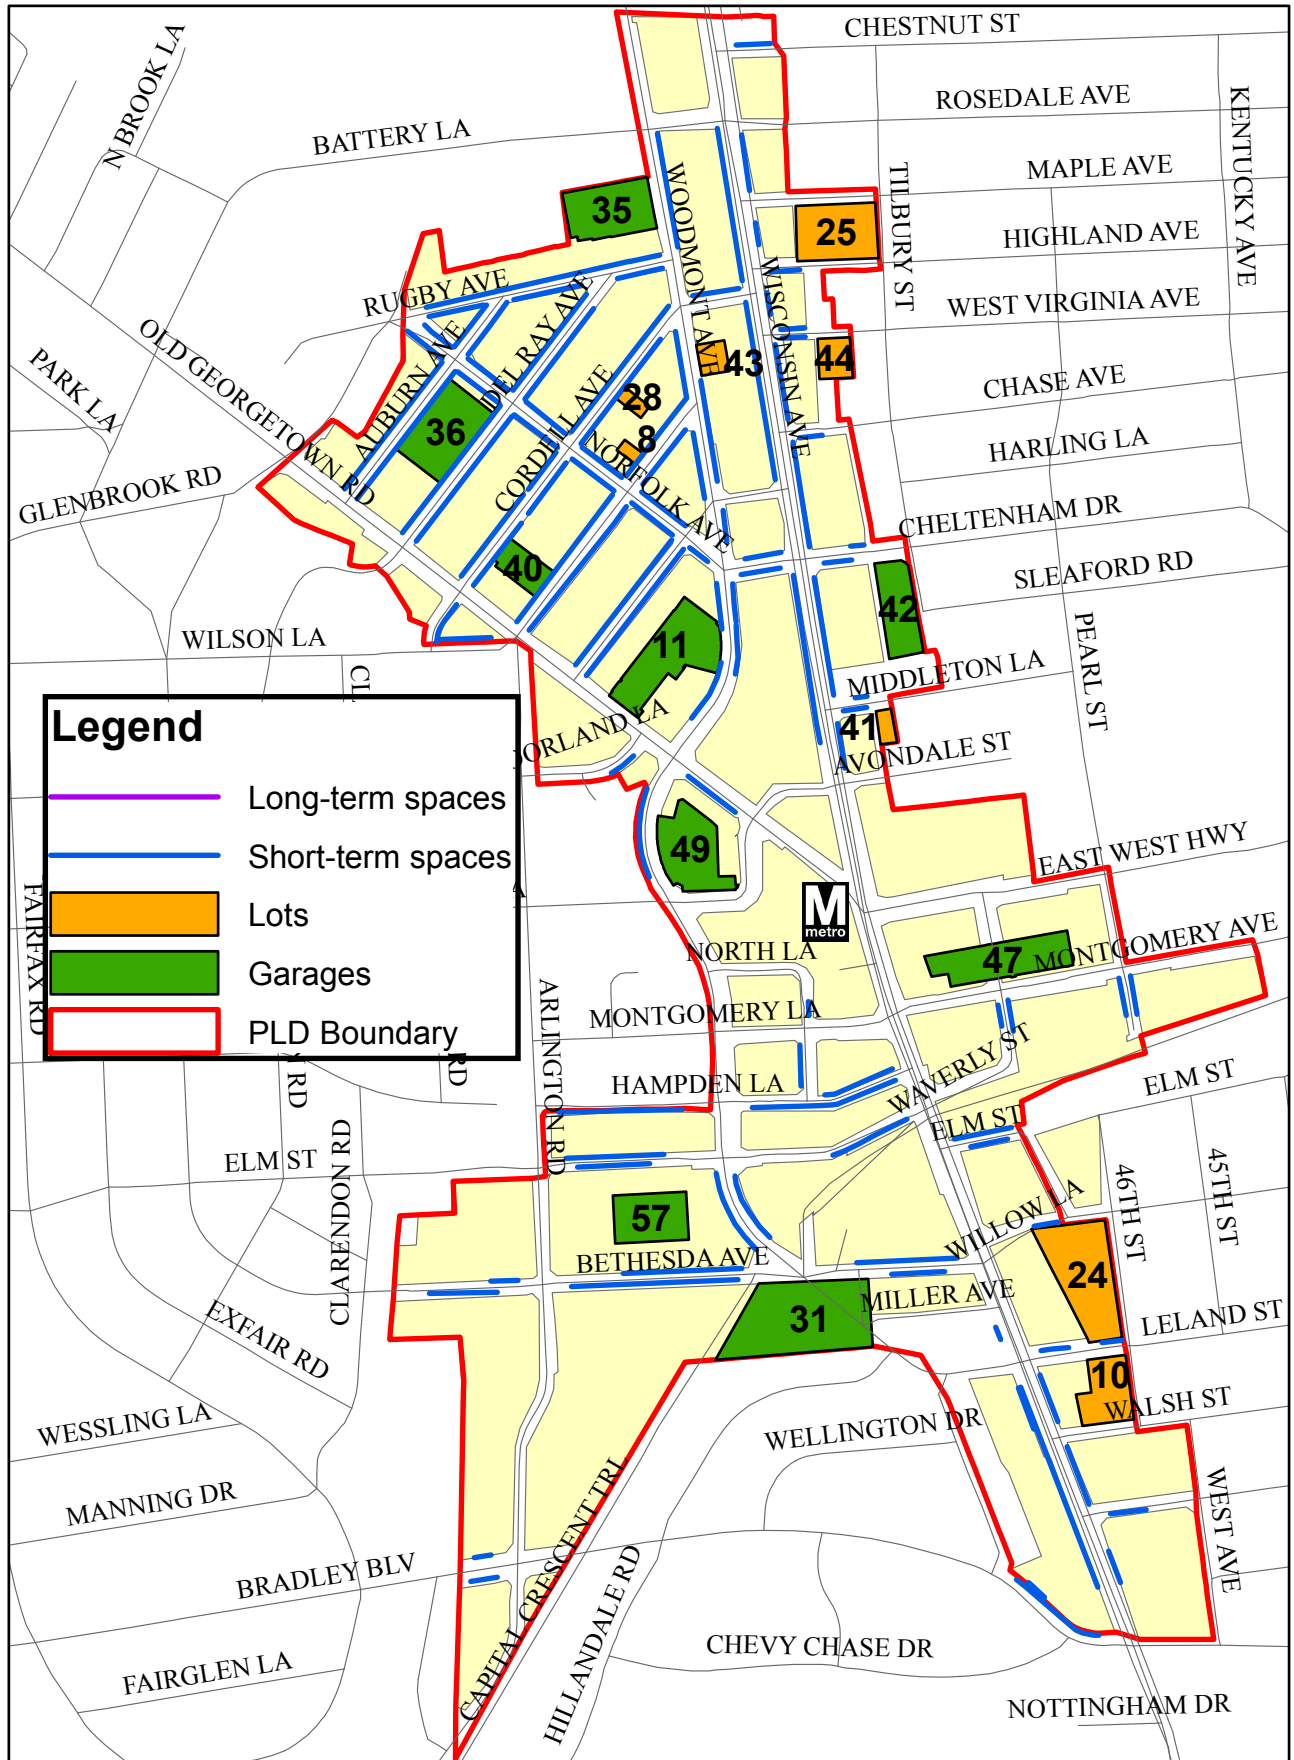 CHESTNUT ST
N BROOK LA
ROSEDALE AVE
KENTUCKY AVE
BATTERY LA
MAPLE AVE
WOODMONT AVE
TILBURY ST
35
25
HIGHLAND AVE
WISCONSIN AVE
RUGBY AVE
WEST VIRGINIA AVE
OLD GEORGETOWN RD
DEL RAY AVE
AUBURN AVE
43
44
PARK LA
CHASE AVE
CORDELL AVE
28
36
8
HARLING LA
NORFOLK AVE
GLENBROOK RD
CHELTENHAM DR
40
SLEAFORD RD
42
WILSON LA
11
PEARL ST
MIDDLETON LA
CL
Legend
ORLAND LA
41
AVONDALE ST
Long-term spaces
Short-term spaces
49
EAST WEST HWY
FAIRFAX RD
Lots
M
metro
MONTGOMERY AVE
NORTH LA
47
Garages
ARLINGTON RD
MONTGOMERY LA
PLD Boundary
RD
RD
HAMPDEN LA
WAVERLY ST
ELM ST
ELM ST
ELM ST
CLARENDON RD
46TH ST
45TH ST
57
WILLOW LA
BETHESDA AVE
24
MILLER AVE
31
LELAND ST
EXFAIR RD
10
WALSH ST
WESSLING LA
WELLINGTON DR
MANNING DR
CAPITAL CRESCENT TRL
WEST AVE
BRADLEY BLV
HILLANDALE RD
CHEVY CHASE DR
FAIRGLEN LA
NOTTINGHAM DR